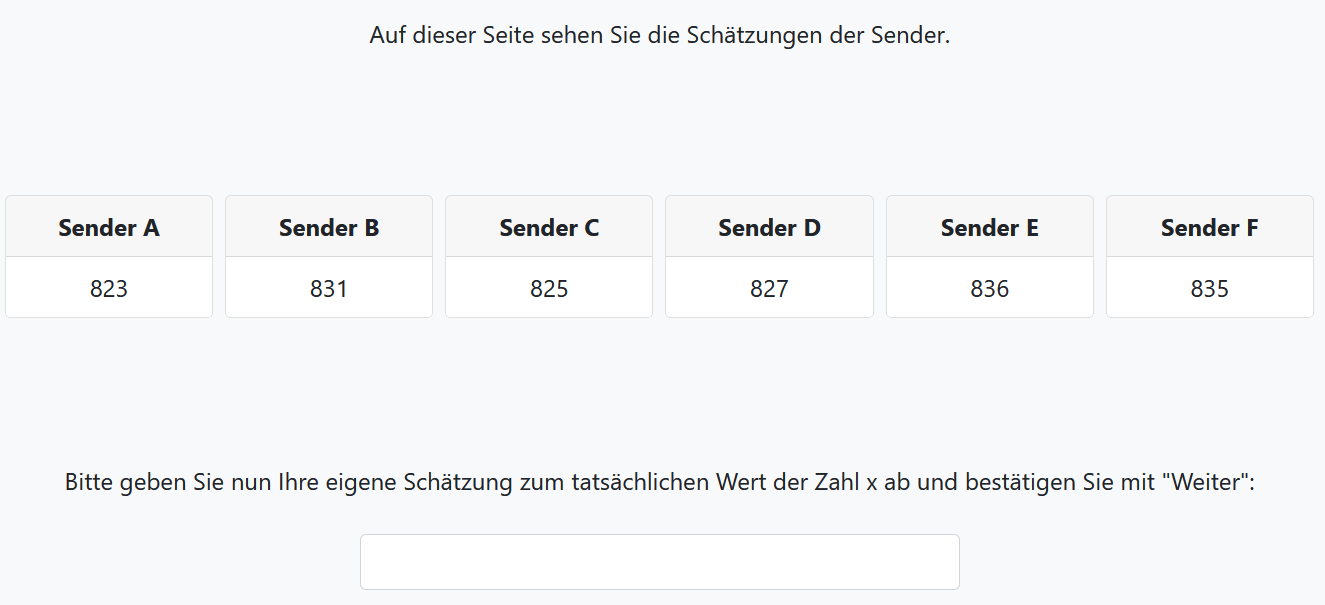 Auf dieser Seite sehen Sie die Schätzungen der Sender.
Sender A Sender B Sender C Sender D Sender E Sender F
823 831 825 827 836 835
Bitte geben Sie nun Ihre eigene Schätzung zum tatsächlichen Wert der Zahl x ab und bestätigen Sie mit "Weiter":